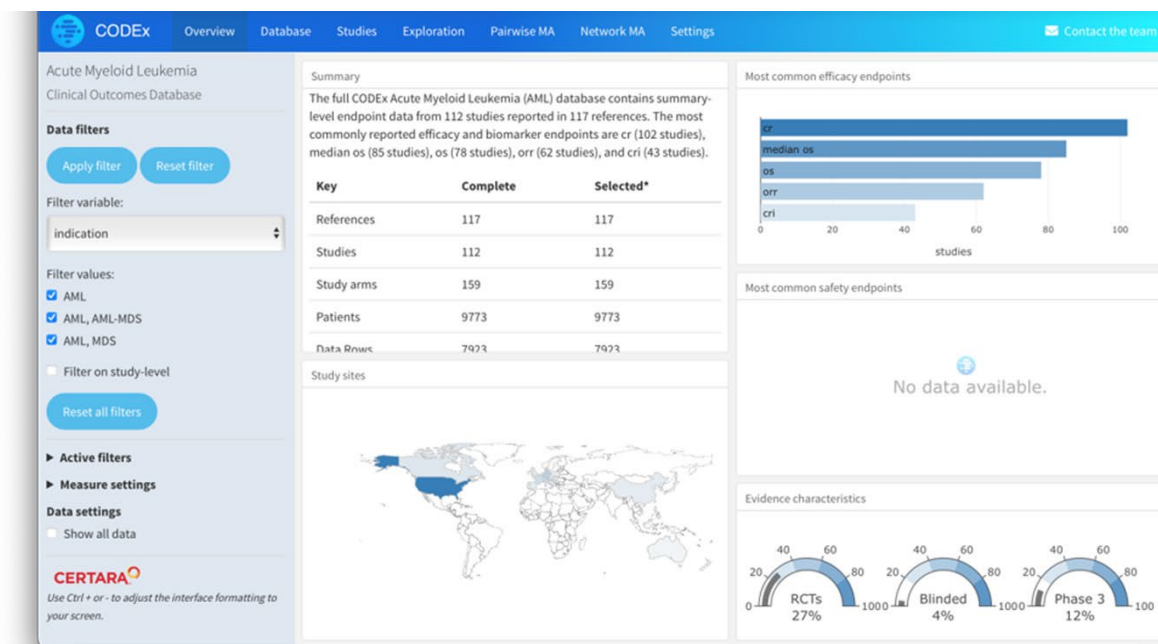 CODEx
Overview
Database
Studies
Exploration
Pairwise MA
Network MA
Settings
Contact the team
Acute Myeloid Leukemia
Clinical Outcomes Database
Data filters
Apply filter
Reset filter
Filter variable:
indication
Filter values:
AML
AML, AML-MDS
AML, MDS
Filter on study-level
Reset all filters
Active filters
Measure settings
Data settings
Show all data
CERTARA
Use Ctrl + or - to adjust the interface formatting to
your screen.
Summary
The full CODEx Acute Myeloid Leukemia (AML) database contains summary-
level endpoint data from 112 studies reported in 117 references. The most
commonly reported efficacy and biomarker endpoints are cr (102 studies),
median os (85 studies), os (78 studies), orr (62 studies), and cri (43 studies).
Key Complete Selected*
References 117 117
Studies 112 112
Study arms 159 159
Patients 9773 9773
Data Rows 7923 7923
Study sites
Most common efficacy endpoints
cr
median os
os
orr
cri
0 20 40 60 80 100
studies
Most common safety endpoints
No data available.
Evidence characteristics
0 20 40 60 80 100
RCTs
27%
0 20 40 60 80 100
Blinded
4%
0 20 40 60 80 100
Phase 3
12%